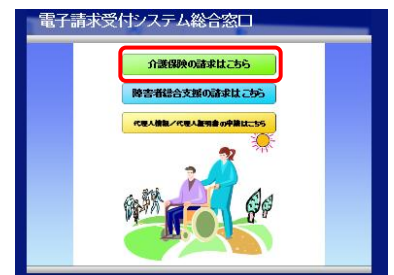 電子請求受付システム総合窓口
介護保険の請求はこちら
障害者総合支援の請求はこちら
代理人情報／代理人証明書の申請はこちら